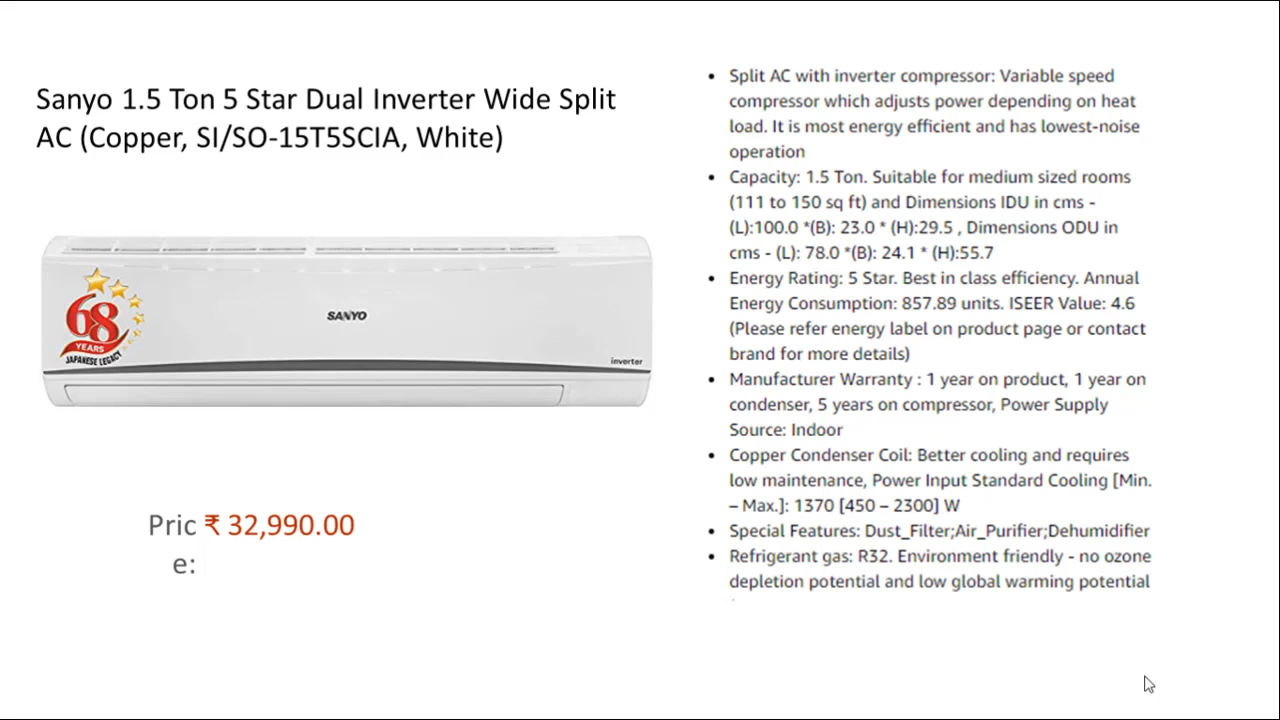 Sanyo 1.5 Ton 5 Star Dual Inverter Wide Split
AC (Copper, SI/SO-15T5SCIA, White)
68
YEARS
JAPANESE LEGACY
SANYO
inverter
Pric ₹ 32,990.00
e:
• Split AC with inverter compressor: Variable speed
compressor which adjusts power depending on heat
load. It is most energy efficient and has lowest-noise
operation
• Capacity: 1.5 Ton. Suitable for medium sized rooms
(111 to 150 sq ft) and Dimensions IDU in cms -
(L):100.0 *(B): 23.0 * (H):29.5 , Dimensions ODU in
cms - (L): 78.0 *(B): 24.1 * (H):55.7
• Energy Rating: 5 Star. Best in class efficiency. Annual
Energy Consumption: 857.89 units. ISEER Value: 4.6
(Please refer energy label on product page or contact
brand for more details)
• Manufacturer Warranty : 1 year on product, 1 year on
condenser, 5 years on compressor, Power Supply
Source: Indoor
• Copper Condenser Coil: Better cooling and requires
low maintenance, Power Input Standard Cooling [Min.
– Max.]: 1370 [450 – 2300] W
• Special Features: Dust_Filter;Air_Purifier;Dehumidifier
• Refrigerant gas: R32. Environment friendly - no ozone
depletion potential and low global warming potential